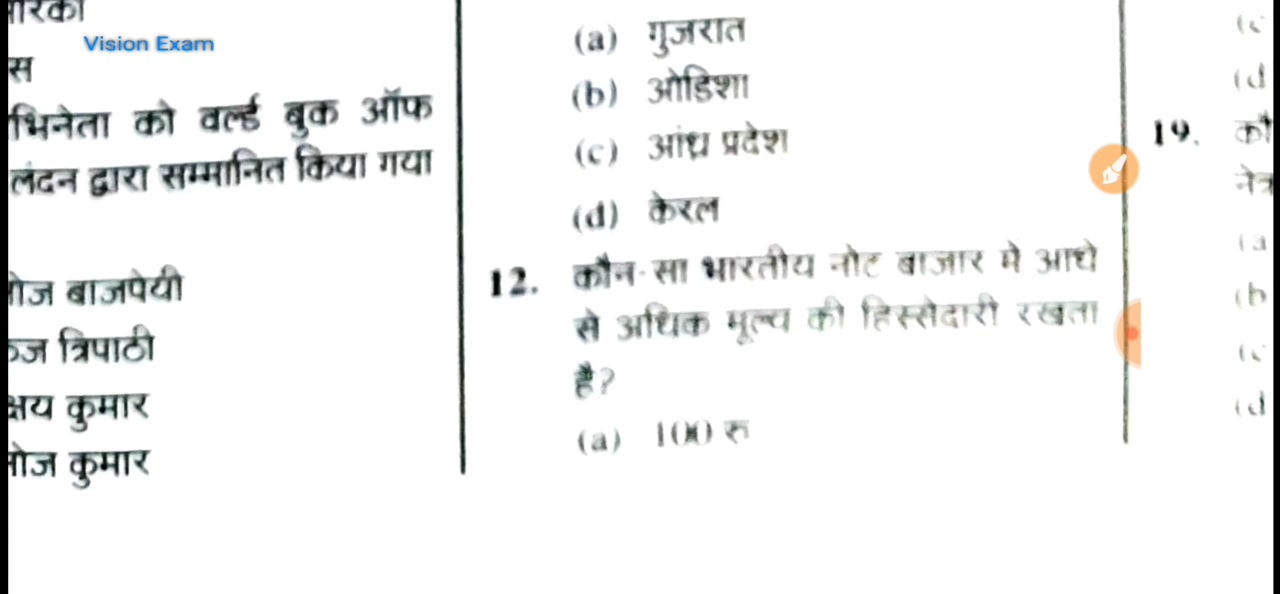 Vision Exam
स
भिनेता को वर्ल्ड बुक ऑफ
लंदन द्वारा सम्मानित किया गया
बाजपेयी
त्रिपाठी
क्षय कुमार
कुमार
(a) गुजरात
(b) ओडिशा
(c) आंध्र प्रदेश
(d) केरल
12. कौन-सा भारतीय नोट बाजार मे आधे
से अधिक मूल्य की हिस्सेदारी रखता
है?
(a) 100 रु
(d
19. कौ
नेत्र
(a
(b
(c
(d